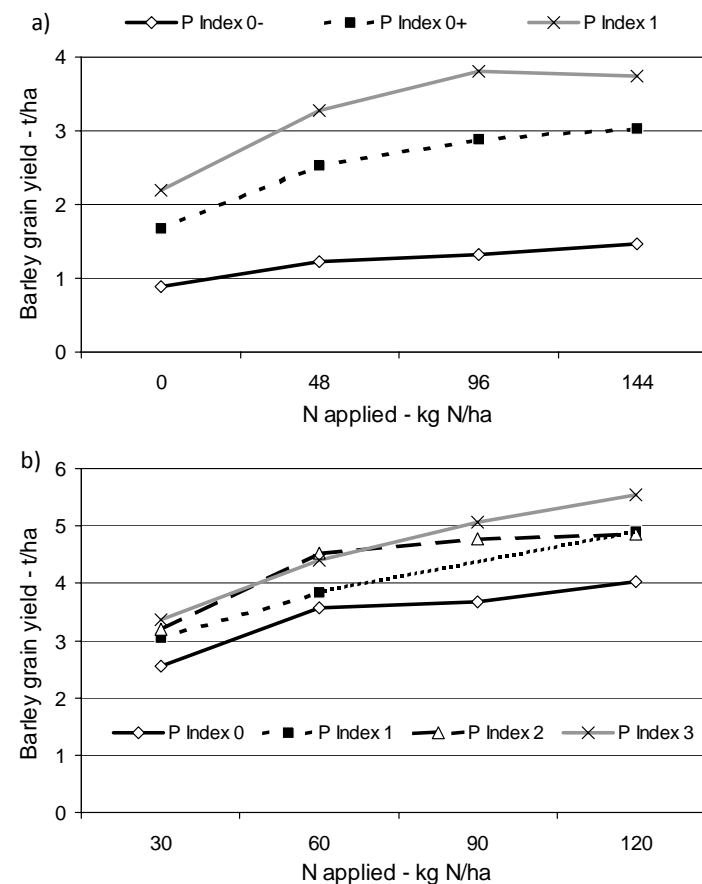 a)
P Index 0- P Index 0+ P Index 1
Barley grain yield - t/ha
4
3
2
1
0
0 48 96 144
N applied - kg N/ha
b)
Barley grain yield - t/ha
6
5
4
3
2
1
0
P Index 0 P Index 1 P Index 2 P Index 3
30 60 90 120
N applied - kg N/ha